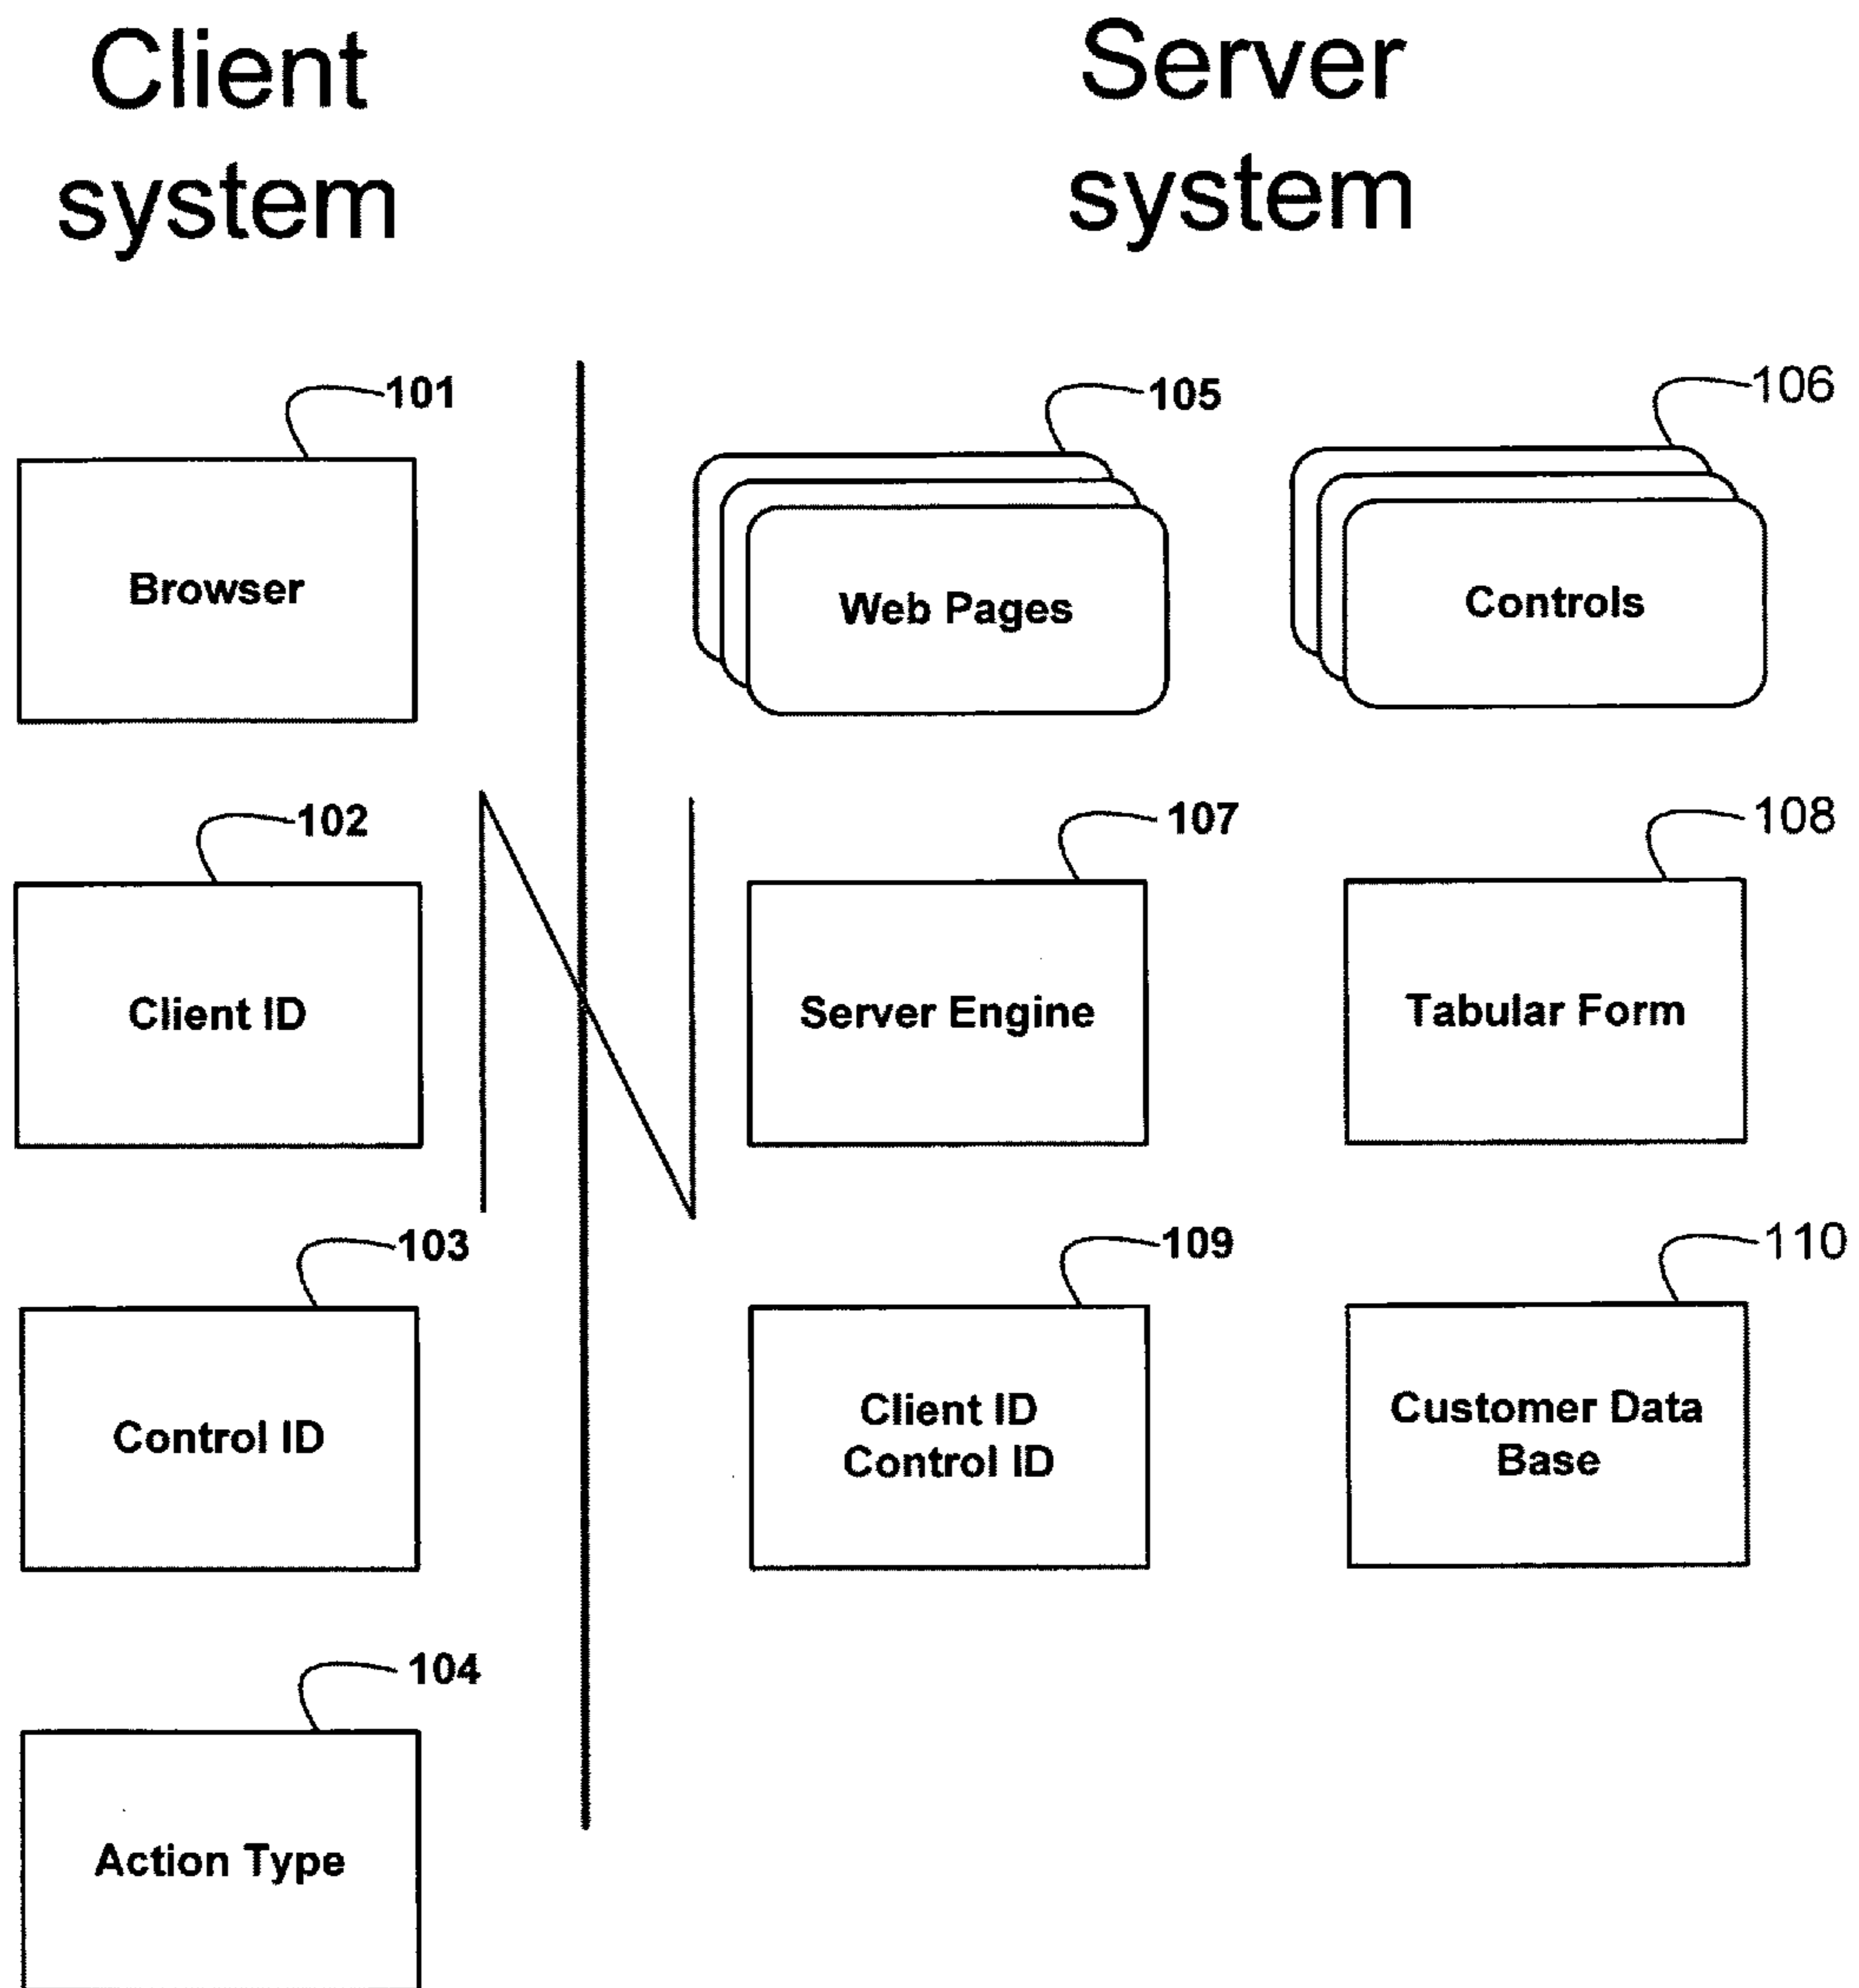 Client
system
Server
system
101
Browser
102
Client ID
103
Control ID
104
Action Type
105
Web Pages
106
Controls
107
Server Engine
108
Tabular Form
109
Client ID
Control ID
110
Customer Data
Base